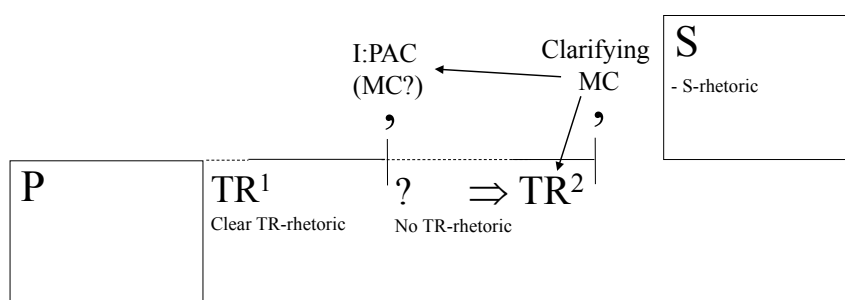 I:PAC
(MC?)
,
Clarifying
MC
,
S
- S-rhetoric
P
TR¹
Clear TR-rhetoric
?
No TR-rhetoric
⇒ TR²